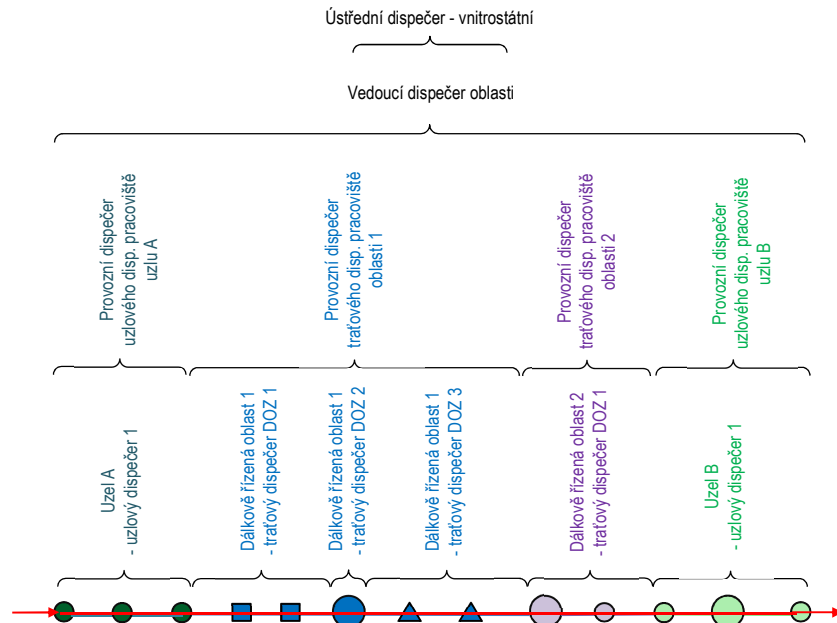 Ústřední dispečer - vnitrostátní
Vedoucí dispečer oblasti
Provozní dispečer
uzlového disp. pracoviště
uzlu A
Provozní dispečer
traťového disp. pracoviště
oblasti 1
Provozní dispečer
traťového disp. pracoviště
oblasti 2
Provozní dispečer
uzlového disp. pracoviště
uzlu B
Uzel A
- uzlový dispečer 1
Dálkově řízená oblast 1
- traťový dispečer DOZ 1
Dálkově řízená oblast 1
- traťový dispečer DOZ 2
Dálkově řízená oblast 1
- traťový dispečer DOZ 3
Dálkově řízená oblast 2
- traťový dispečer DOZ 1
Uzel B
- uzlový dispečer 1